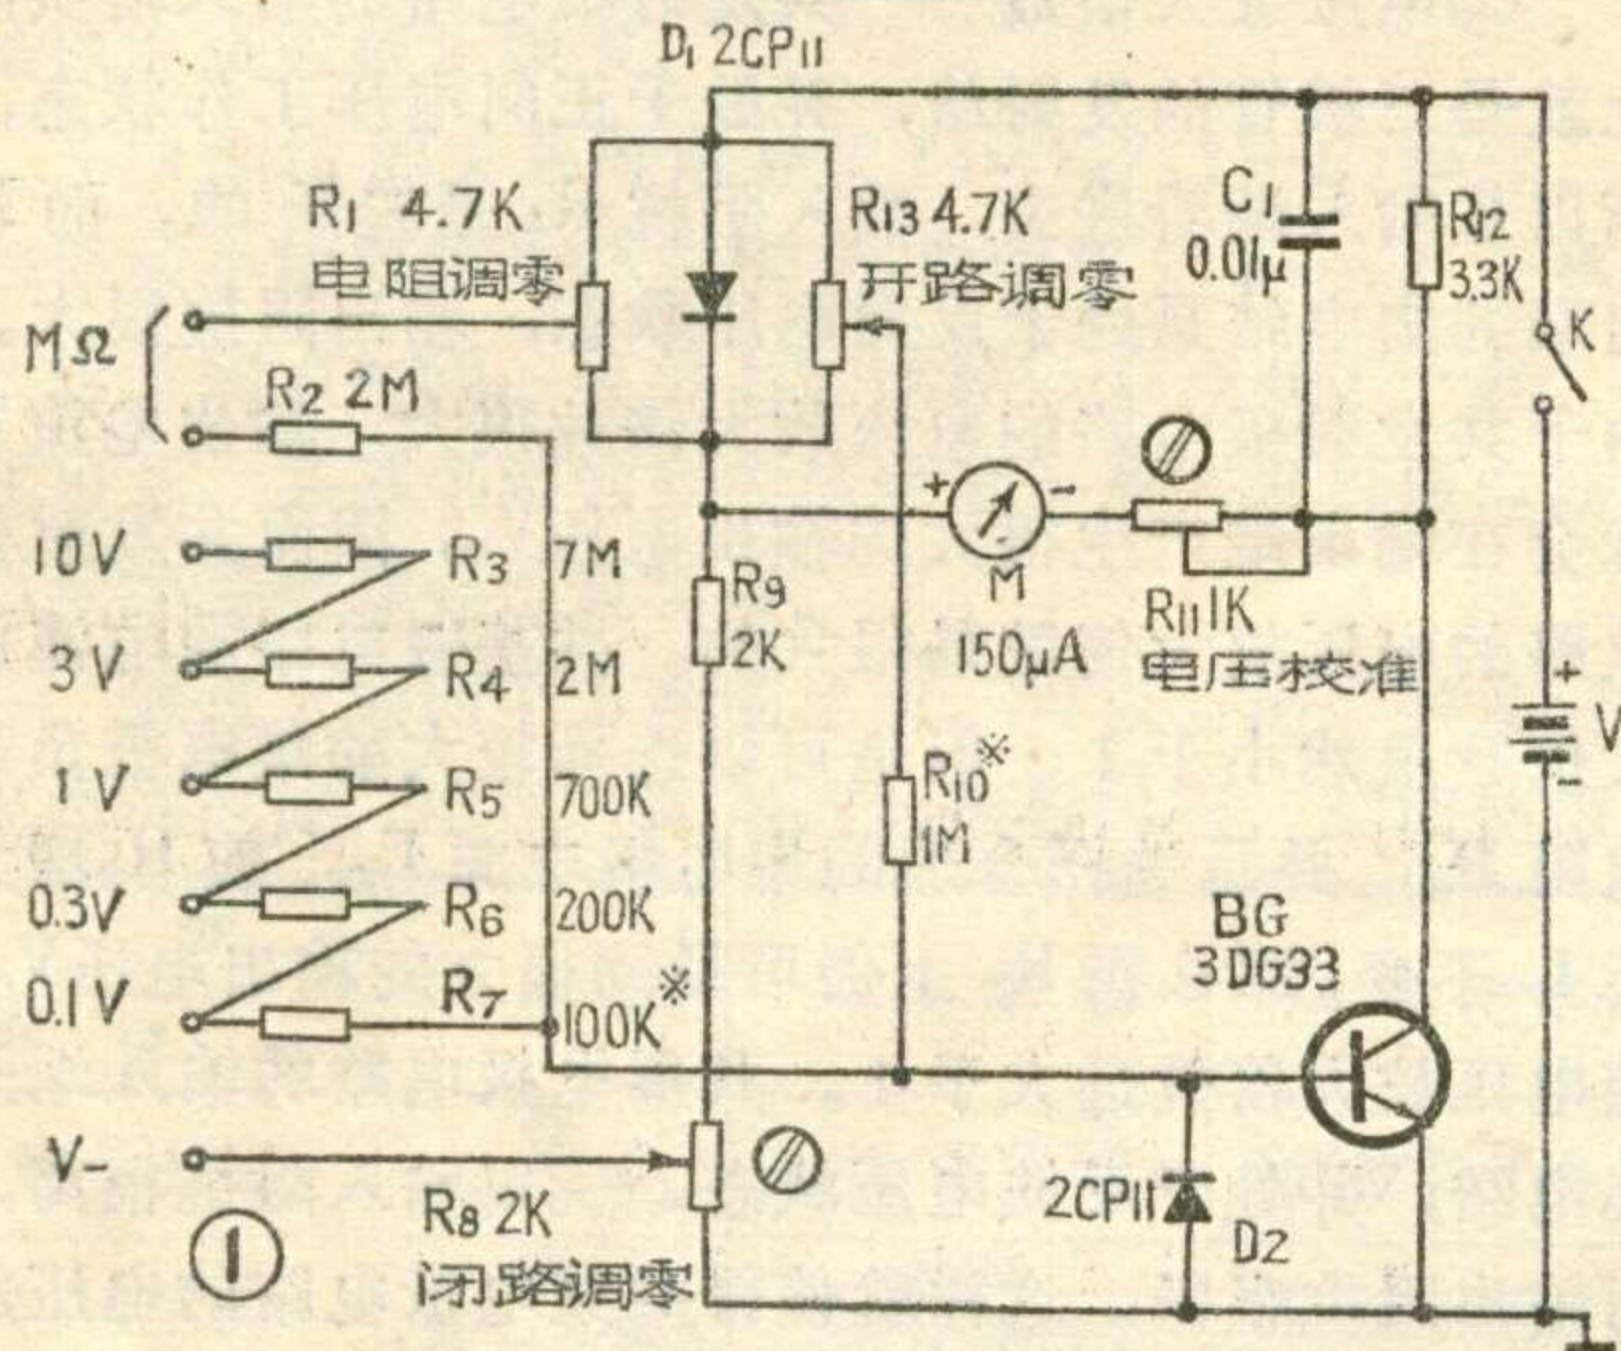 D1 2CP11
R1 4.7K
电阻调零
R13 4.7K
开路调零
C1
0.01μ
R12
3.3K
K
MΩ
R2 2M
10V
R3 7M
R9
2K
+
-
M
150μA
R11 1K
电压校准
3V
R4 2M
+
V
-
1V
R5 700K
R10※
1M
0.3V
R6 200K
BG
3DG33
0.1V
R7 100K※
V-
R8 2K
闭路调零
2CP11
D2
①